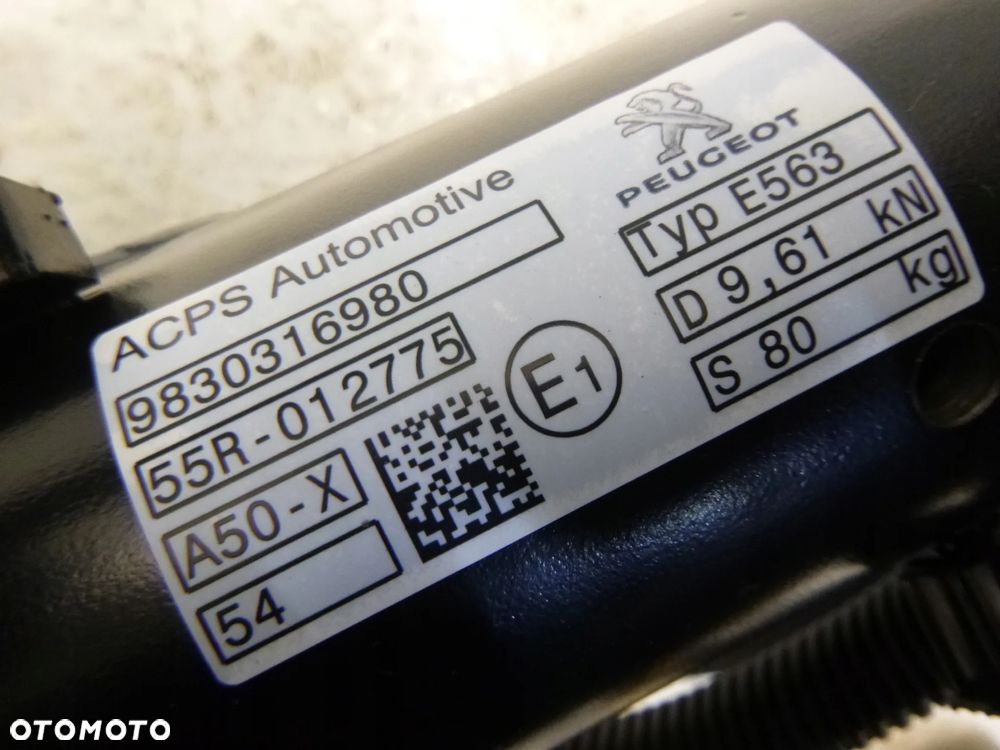 ACPS Automotive
9830316980
55R-012775
A50-X
54
E1
PEUGEOT
Typ E563
D 9,61 kN
S 80 kg
OTOMOTO